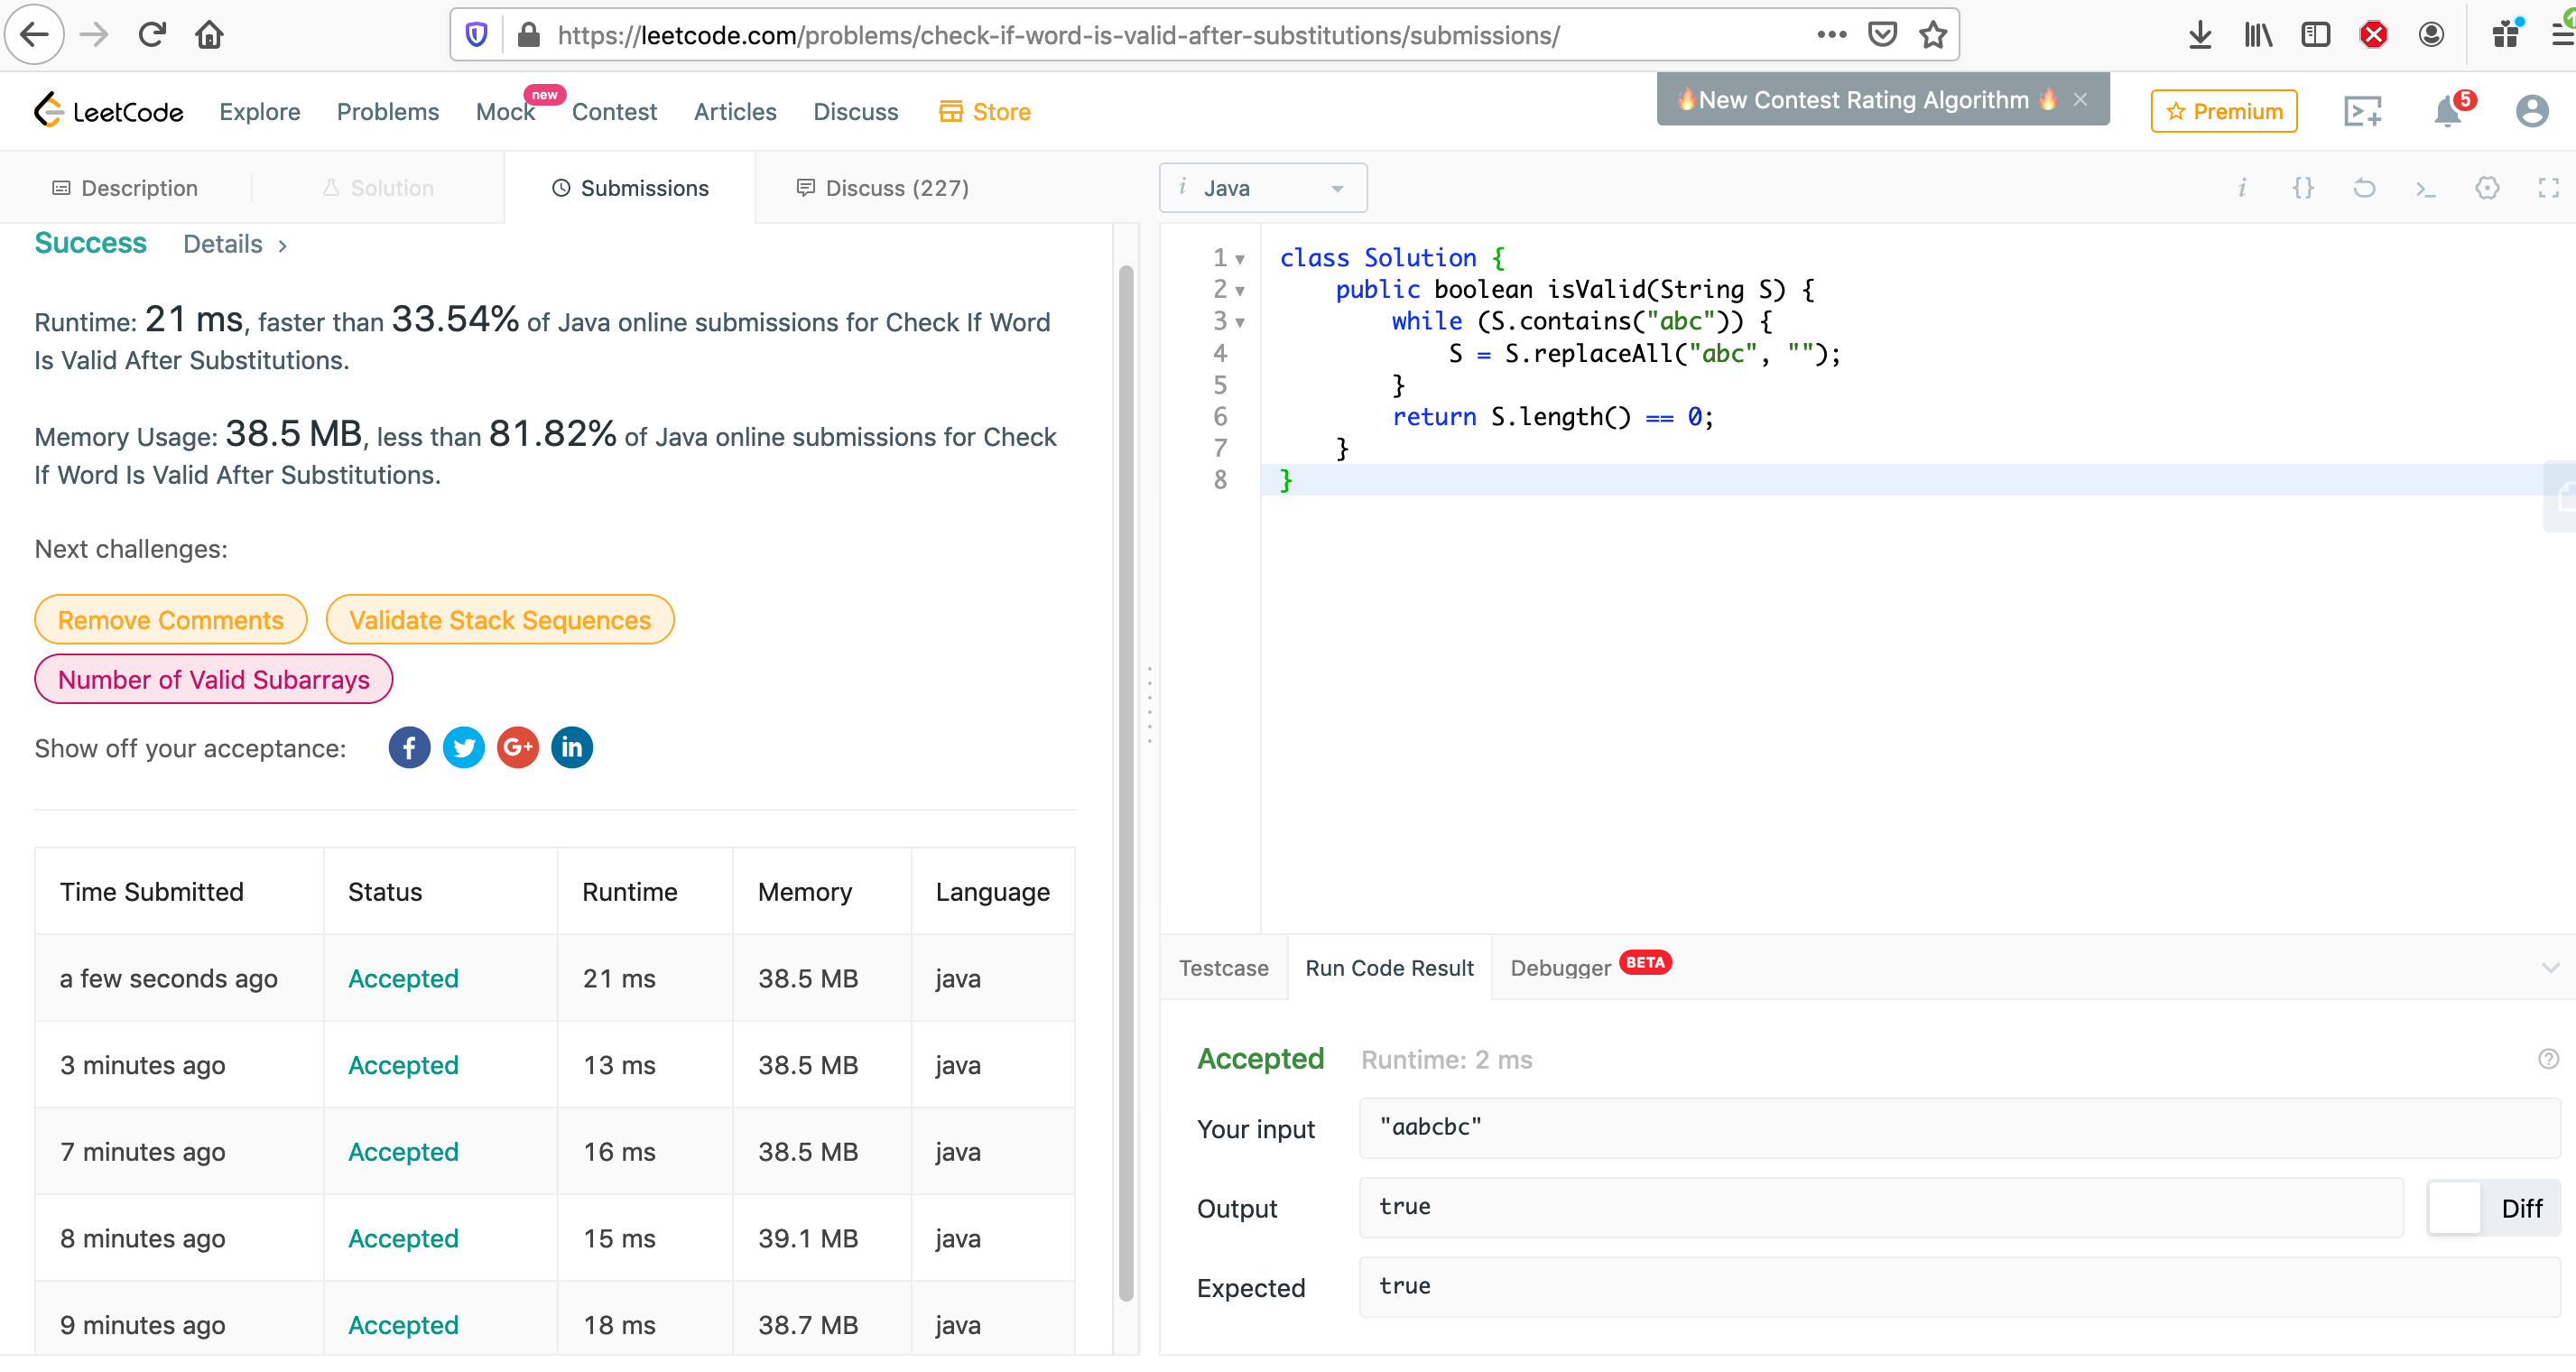 https://leetcode.com/problems/check-if-word-is-valid-after-substitutions/submissions/
LeetCode
Explore
Problems
Mock
new
Contest
Articles
Discuss
Store
🔥New Contest Rating Algorithm 🔥 ×
Premium
5
Description
Solution
Submissions
Discuss (227)
i Java
Success Details ›
Runtime: 21 ms, faster than 33.54% of Java online submissions for Check If Word
Is Valid After Substitutions.
Memory Usage: 38.5 MB, less than 81.82% of Java online submissions for Check
If Word Is Valid After Substitutions.
Next challenges:
Remove Comments
Validate Stack Sequences
Number of Valid Subarrays
Show off your acceptance:
f G+ in
Time Submitted Status Runtime Memory Language
a few seconds ago Accepted 21 ms 38.5 MB java
3 minutes ago Accepted 13 ms 38.5 MB java
7 minutes ago Accepted 16 ms 38.5 MB java
8 minutes ago Accepted 15 ms 39.1 MB java
9 minutes ago Accepted 18 ms 38.7 MB java
i {} >_
1 class Solution {
2     public boolean isValid(String S) {
3         while (S.contains("abc")) {
4             S = S.replaceAll("abc", "");
5         }
6         return S.length() == 0;
7     }
8 }
Testcase
Run Code Result
Debugger BETA
Accepted Runtime: 2 ms
Your input "aabcbc"
Output true
Diff
Expected true